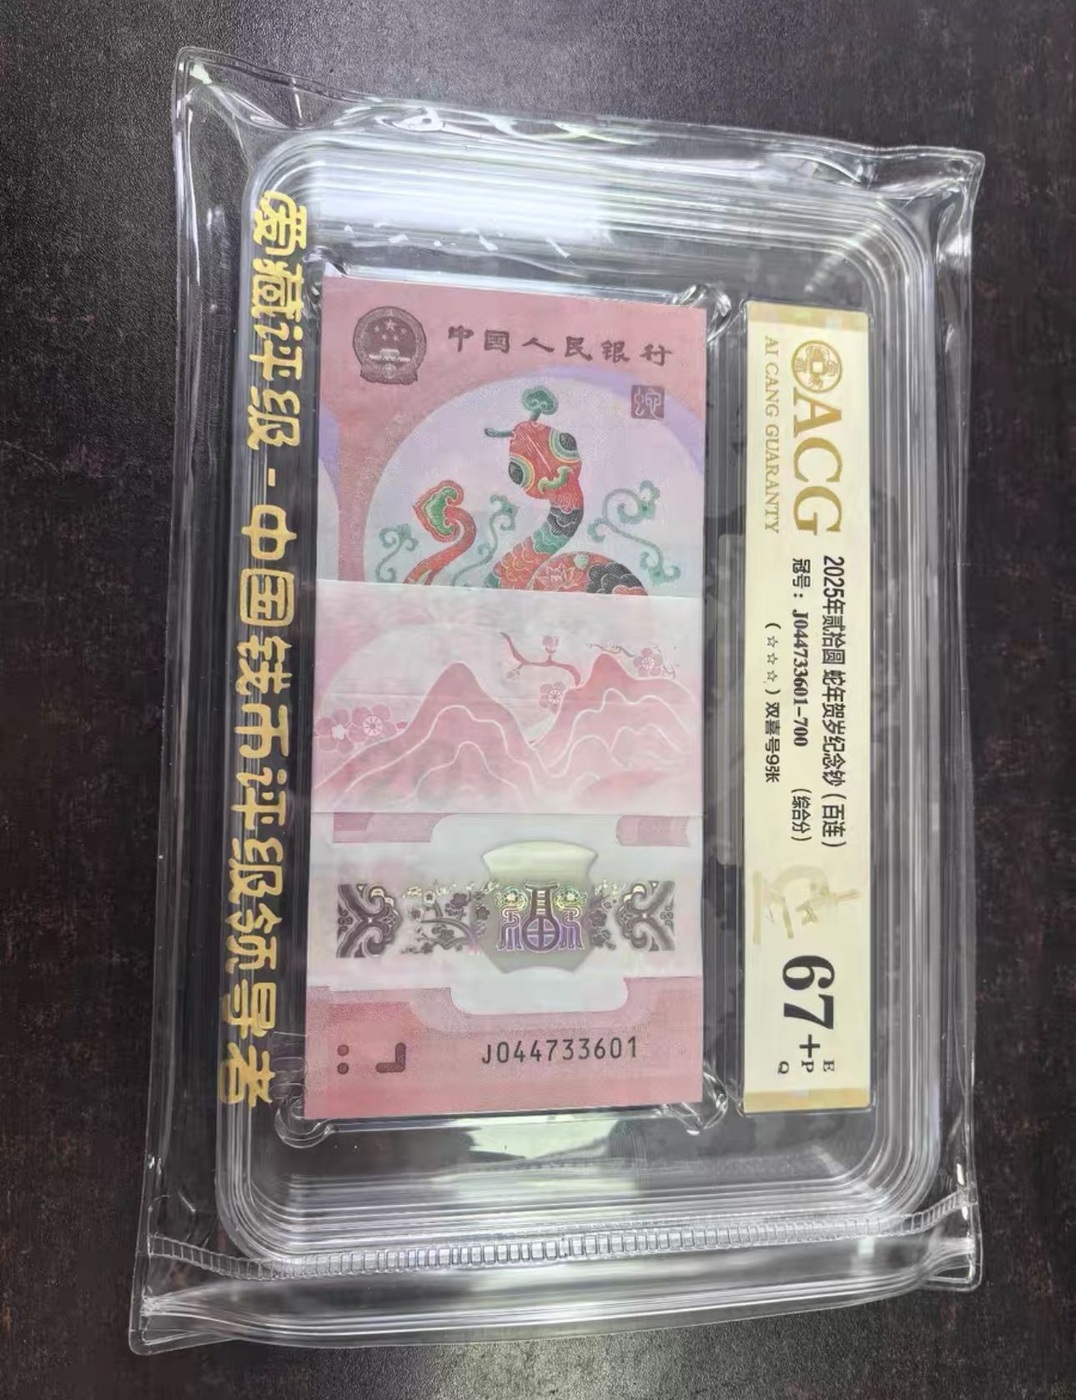 爱藏评级-中国钱币评级领导者
中国人民银行
J044733601
ACG
AI CANG GUARANTY
2025年贰拾圆 蛇年贺岁纪念钞（百连）
冠号：J044733601-700 （综合分）
（☆☆☆）双喜号9张
67+
E
P
Q